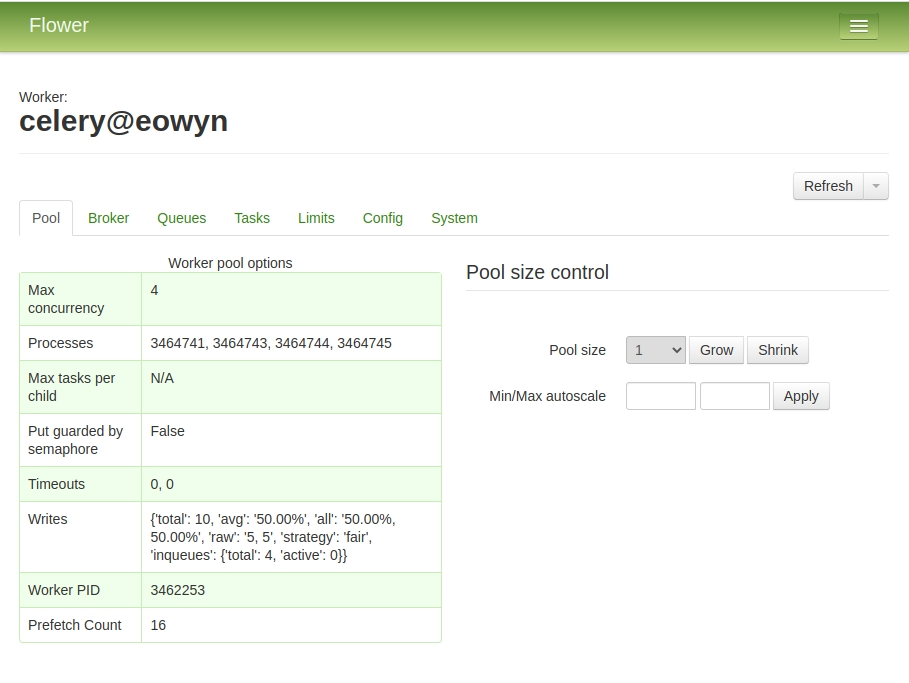 Flower
Worker:
celery@eowyn
Refresh
Pool Broker Queues Tasks Limits Config System
Worker pool options
Max
concurrency
4
Processes
3464741, 3464743, 3464744, 3464745
Max tasks per
child
N/A
Put guarded by
semaphore
False
Timeouts
0, 0
Writes
{'total': 10, 'avg': '50.00%', 'all': '50.00%,
50.00%', 'raw': '5, 5', 'strategy': 'fair',
'inqueues': {'total': 4, 'active': 0}}
Worker PID
3462253
Prefetch Count
16
Pool size control
Pool size 1 Grow Shrink
Min/Max autoscale Apply